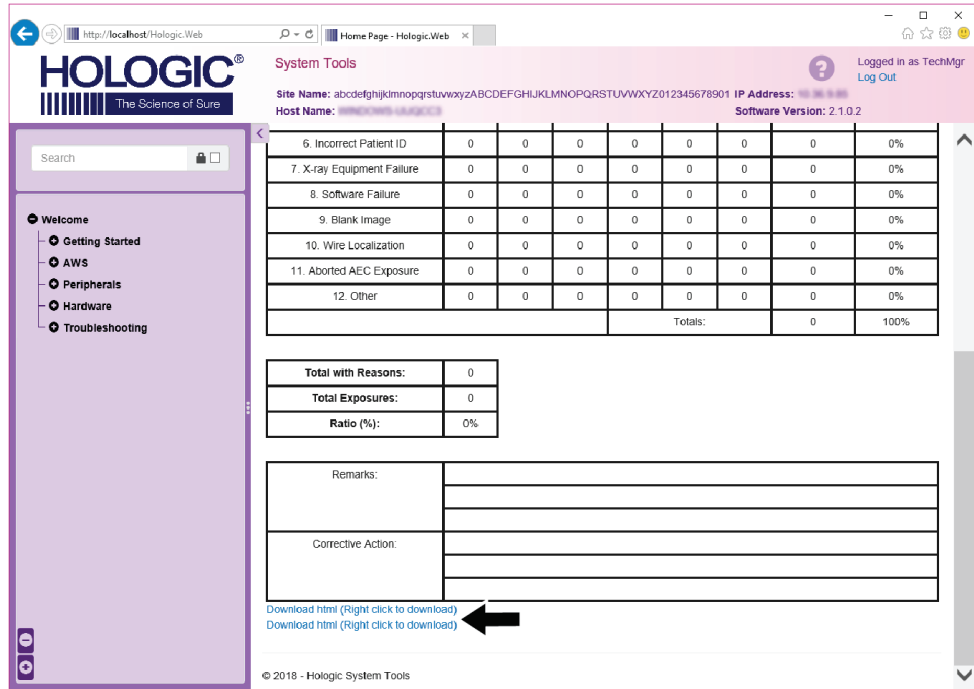 http://localhost/Hologic.Web
Home Page - Hologic.Web
HOLOGIC®
The Science of Sure
System Tools
Logged in as TechMgr
Log Out
Site Name: abcdefghijklmnopqrstuvwxyzABCDEFGHIJKLMNOPQRSTUVWXYZ012345678901 IP Address:
Host Name:
Software Version: 2.1.0.2
Search
Welcome
Getting Started
AWS
Peripherals
Hardware
Troubleshooting
6. Incorrect Patient ID 0 0 0 0 0 0 0 0%
7. X-ray Equipment Failure 0 0 0 0 0 0 0 0%
8. Software Failure 0 0 0 0 0 0 0 0%
9. Blank Image 0 0 0 0 0 0 0 0%
10. Wire Localization 0 0 0 0 0 0 0 0%
11. Aborted AEC Exposure 0 0 0 0 0 0 0 0%
12. Other 0 0 0 0 0 0 0 0%
Totals: 0 100%
Total with Reasons: 0
Total Exposures: 0
Ratio (%): 0%
Remarks:
Corrective Action:
Download html (Right click to download)
Download html (Right click to download)
© 2018 - Hologic System Tools